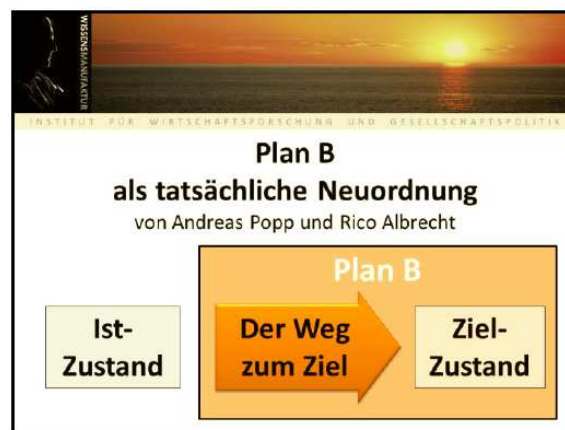 WISSENSMANUFAKTUR
INSTITUT FÜR WIRTSCHAFTSFORSCHUNG UND GESELLSCHAFTSPOLITIK
Plan B
als tatsächliche Neuordnung
von Andreas Popp und Rico Albrecht
Plan B
Ist-
Zustand
Der Weg
zum Ziel
Ziel-
Zustand